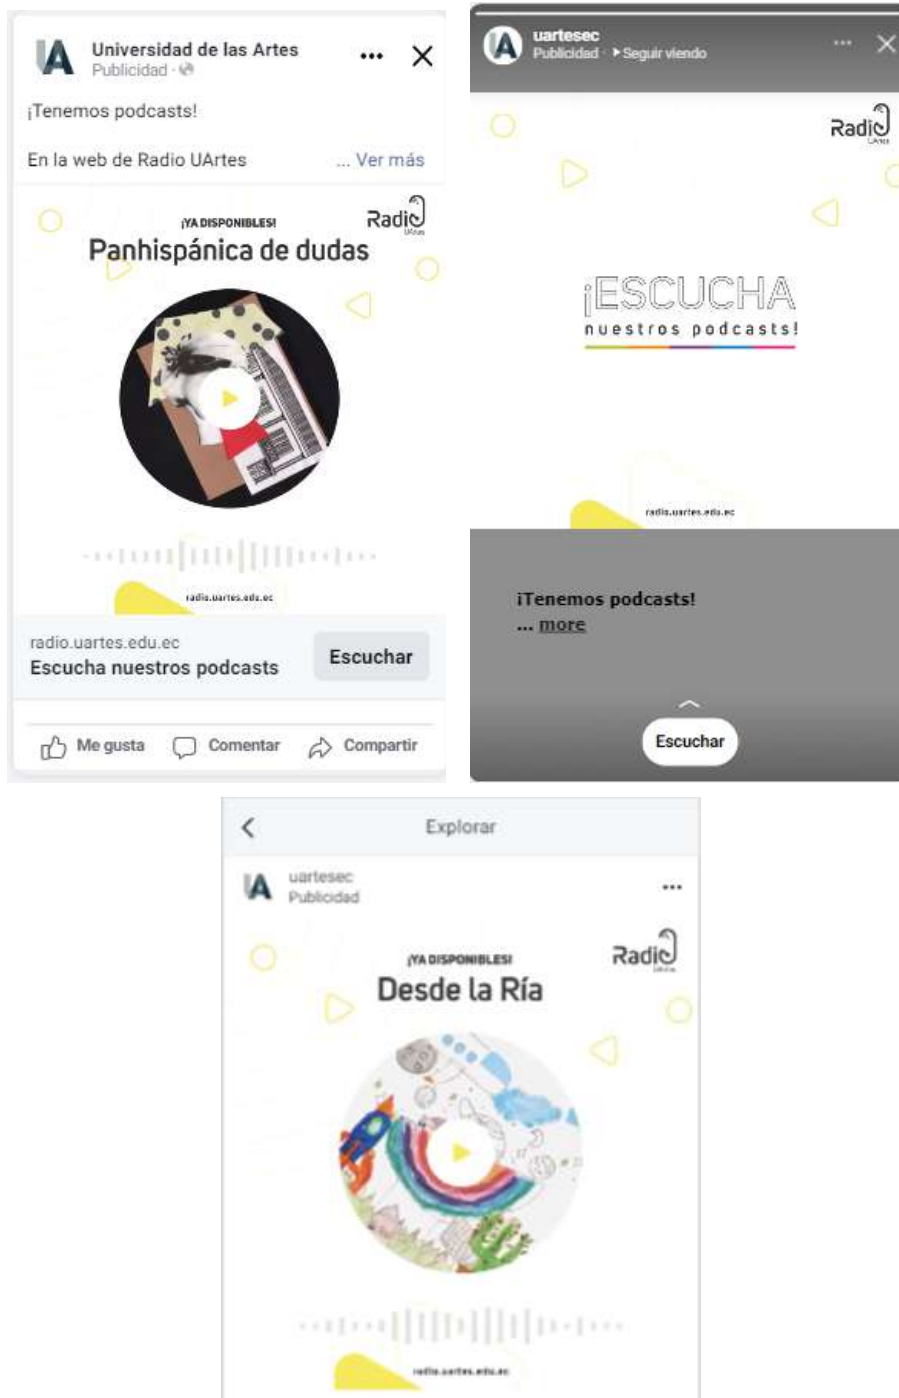 Universidad de las Artes
Publicidad
¡Tenemos podcasts!
En la web de Radio UArtes ... Ver más
¡YA DISPONIBLES!
Radio
UArtes
Panhispánica de dudas
radio.uartes.edu.ec
radio.uartes.edu.ec
Escucha nuestros podcasts
Escuchar
Me gusta Comentar Compartir
uartesec
Publicidad · Seguir viendo
Radio
UArtes
¡ESCUCHA
nuestros podcasts!
radio.uartes.edu.ec
¡Tenemos podcasts!
... more
Escuchar
Explorar
uartesec
Publicidad
¡YA DISPONIBLES!
Radio
UArtes
Desde la Ría
radio.uartes.edu.ec